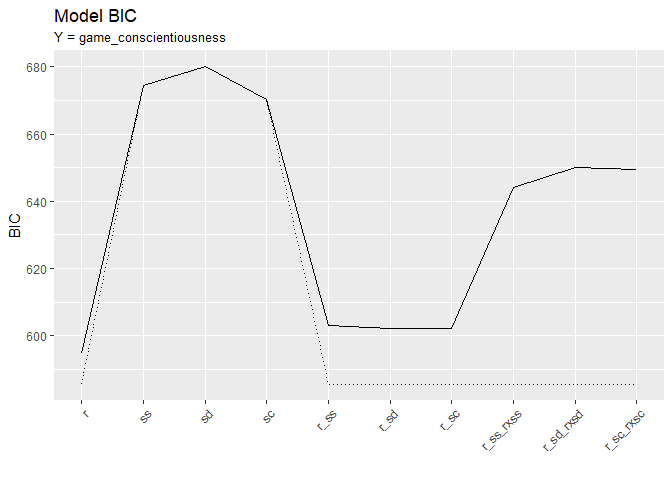 Model BIC
Y = game_conscientiousness
BIC
680
660
640
620
600
r
ss
sd
sc
r_ss
r_sd
r_sc
r_ss_rxss
r_sd_rxsd
r_sc_rxsc